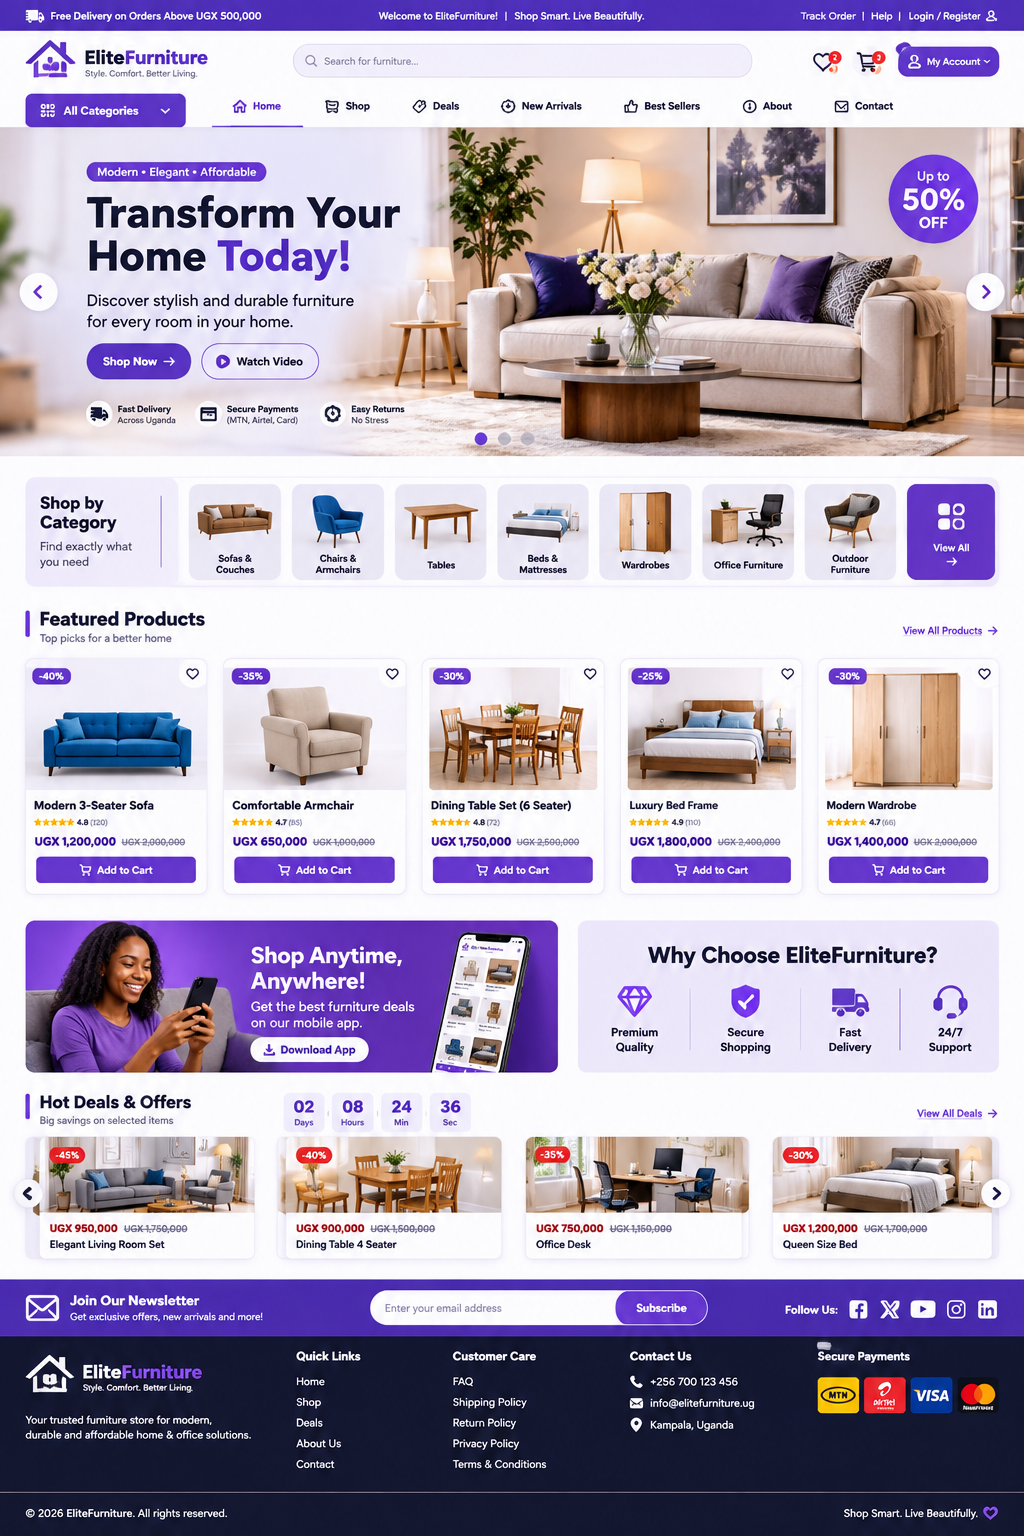 Free Delivery on Orders Above UGX 500,000
Welcome to EliteFurniture! | Shop Smart. Live Beautifully.
Track Order | Help | Login / Register
EliteFurniture
Style. Comfort. Better Living.
Search for furniture...
2
3
My Account
All Categories
Home
Shop
Deals
New Arrivals
Best Sellers
About
Contact
Modern • Elegant • Affordable
Transform Your
Home Today!
Discover stylish and durable furniture
for every room in your home.
Shop Now →
Watch Video
Fast Delivery
Across Uganda
Secure Payments
(MTN, Airtel, Card)
Easy Returns
No Stress
Up to
50%
OFF
Shop by
Category
Find exactly what
you need
Sofas &
Couches
Chairs &
Armchairs
Tables
Beds &
Mattresses
Wardrobes
Office Furniture
Outdoor
Furniture
View All
→
Featured Products
Top picks for a better home
View All Products →
-40%
Modern 3-Seater Sofa
★★★★★ 4.8 (120)
UGX 1,200,000 UGX 2,000,000
Add to Cart
-35%
Comfortable Armchair
★★★★★ 4.7 (85)
UGX 650,000 UGX 1,000,000
Add to Cart
-30%
Dining Table Set (6 Seater)
★★★★★ 4.8 (72)
UGX 1,750,000 UGX 2,500,000
Add to Cart
-25%
Luxury Bed Frame
★★★★★ 4.9 (110)
UGX 1,800,000 UGX 2,400,000
Add to Cart
-30%
Modern Wardrobe
★★★★★ 4.7 (66)
UGX 1,400,000 UGX 2,000,000
Add to Cart
Shop Anytime,
Anywhere!
Get the best furniture deals
on our mobile app.
Download App
Why Choose EliteFurniture?
Premium
Quality
Secure
Shopping
Fast
Delivery
24/7
Support
Hot Deals & Offers
Big savings on selected items
02
Days
08
Hours
24
Min
36
Sec
View All Deals →
-45%
UGX 950,000 UGX 1,750,000
Elegant Living Room Set
-40%
UGX 900,000 UGX 1,500,000
Dining Table 4 Seater
-35%
UGX 750,000 UGX 1,150,000
Office Desk
-30%
UGX 1,200,000 UGX 1,700,000
Queen Size Bed
Join Our Newsletter
Get exclusive offers, new arrivals and more!
Enter your email address
Subscribe
Follow Us:
EliteFurniture
Style. Comfort. Better Living.
Your trusted furniture store for modern,
durable and affordable home & office solutions.
Quick Links
Home
Shop
Deals
About Us
Contact
Customer Care
FAQ
Shipping Policy
Return Policy
Privacy Policy
Terms & Conditions
Contact Us
+256 700 123 456
info@elitefurniture.ug
Kampala, Uganda
Secure Payments
MTN
airtel
VISA
© 2026 EliteFurniture. All rights reserved.
Shop Smart. Live Beautifully.